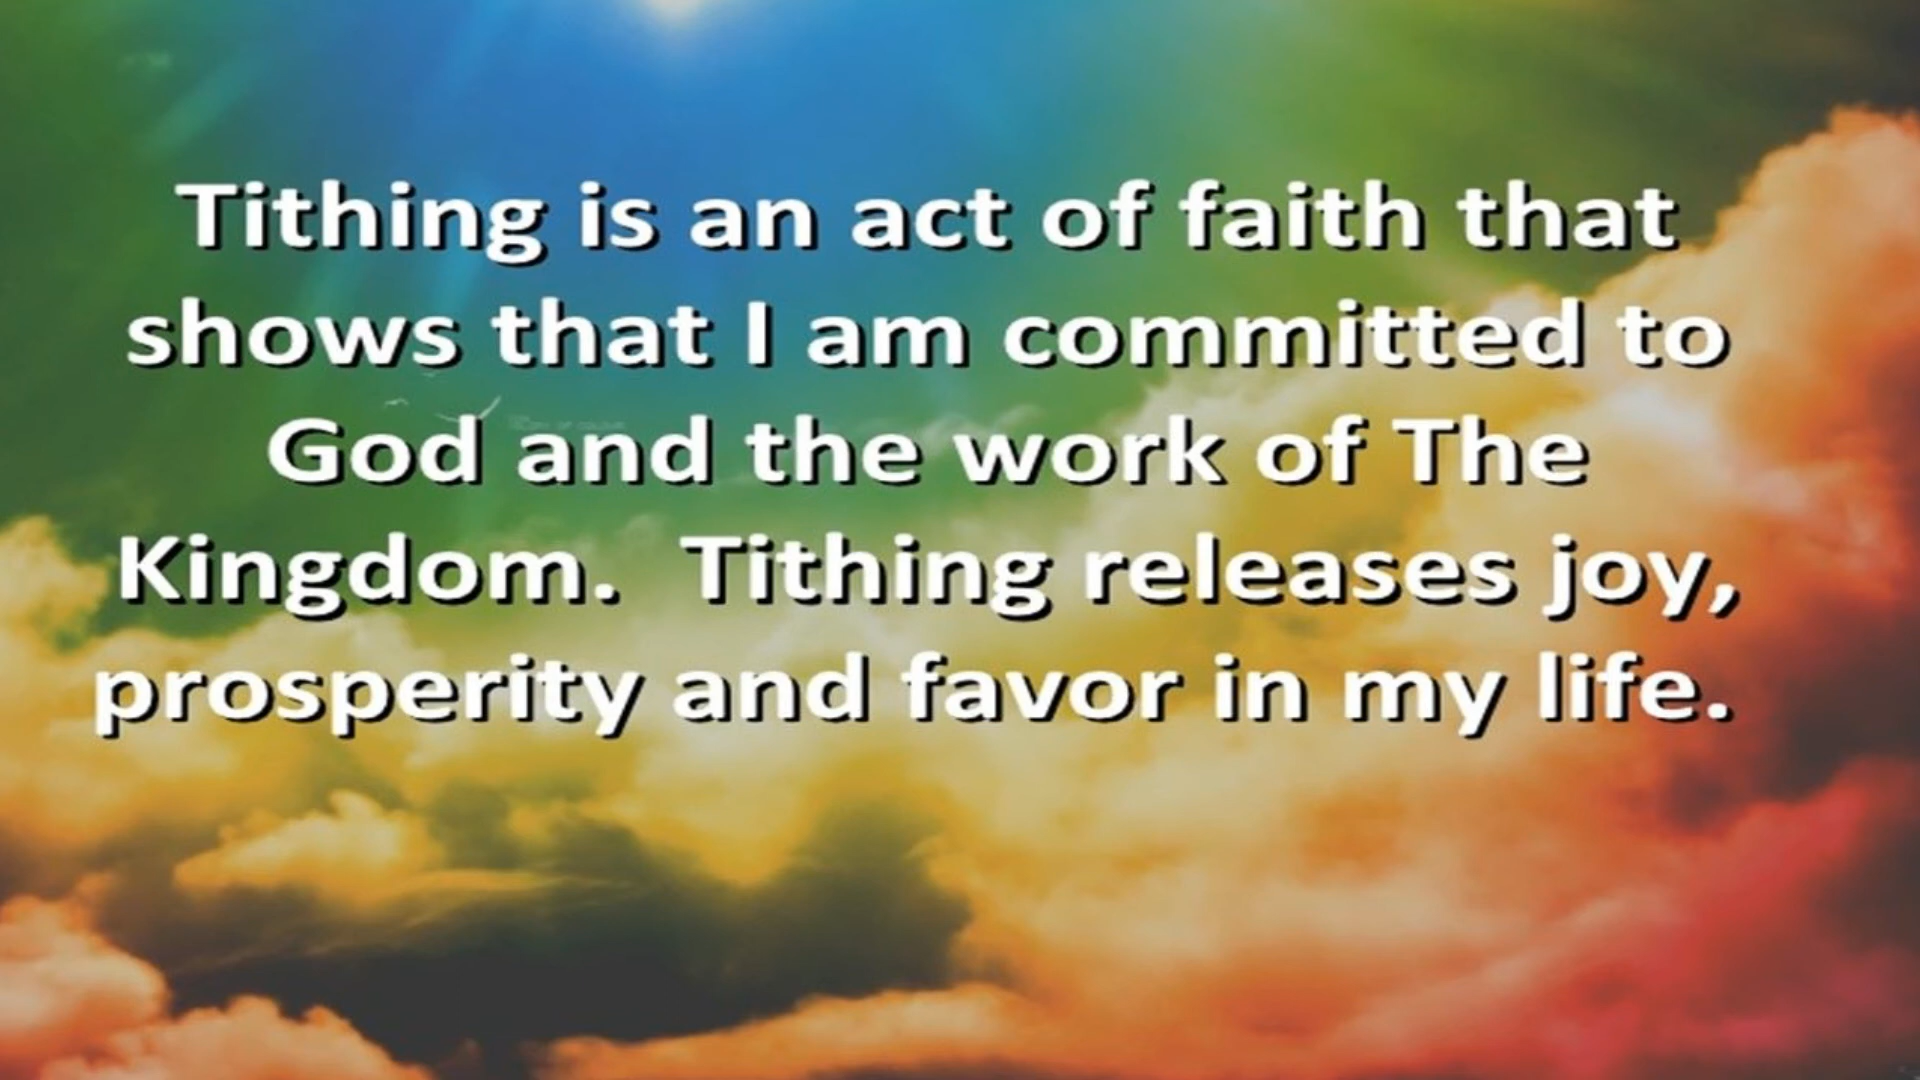 Tithing is an act of faith that
shows that I am committed to
God and the work of The
Kingdom.  Tithing releases joy,
prosperity and favor in my life.